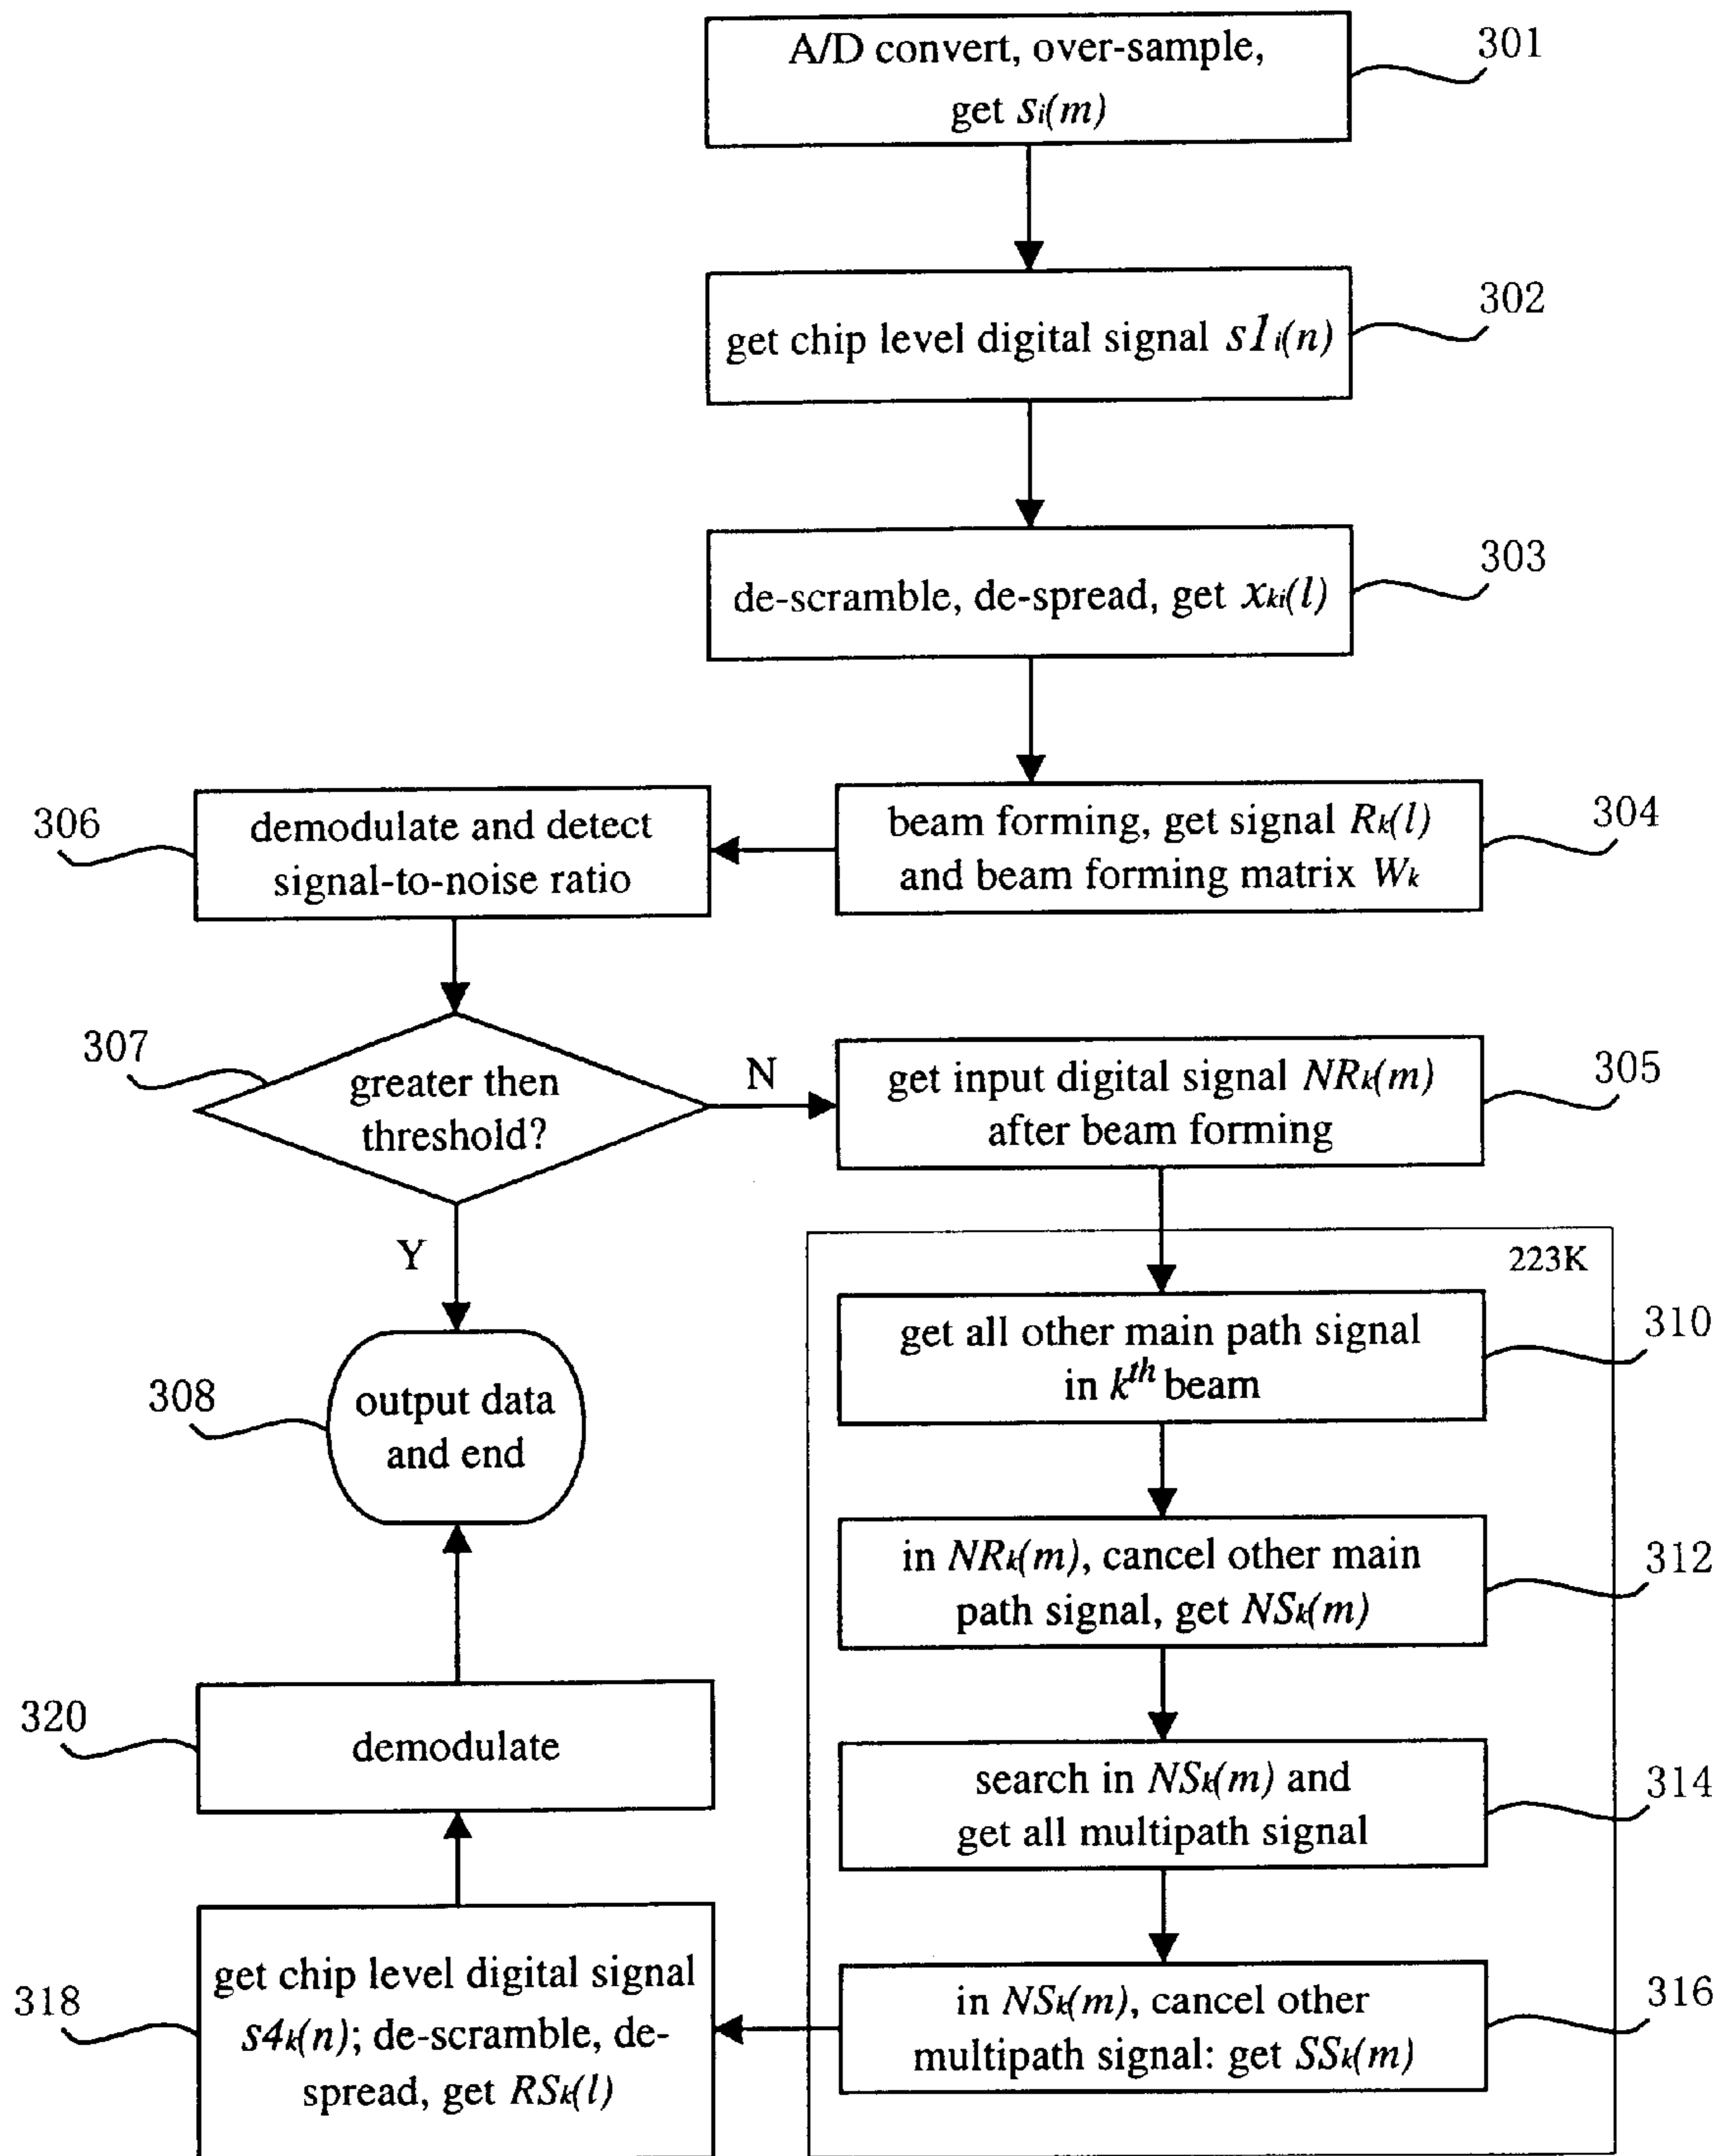 A/D convert, over-sample,
get si(m)
301
get chip level digital signal s1i(n)
302
de-scramble, de-spread, get xki(l)
303
306
demodulate and detect
signal-to-noise ratio
beam forming, get signal Rk(l)
and beam forming matrix Wk
304
307
greater then
threshold?
N
get input digital signal NRk(m)
after beam forming
305
Y
223K
get all other main path signal
in kth beam
310
308
output data
and end
in NRk(m), cancel other main
path signal, get NSk(m)
312
320
demodulate
search in NSk(m) and
get all multipath signal
314
318
get chip level digital signal
s4k(n); de-scramble, de-
spread, get RSk(l)
in NSk(m), cancel other
multipath signal: get SSk(m)
316